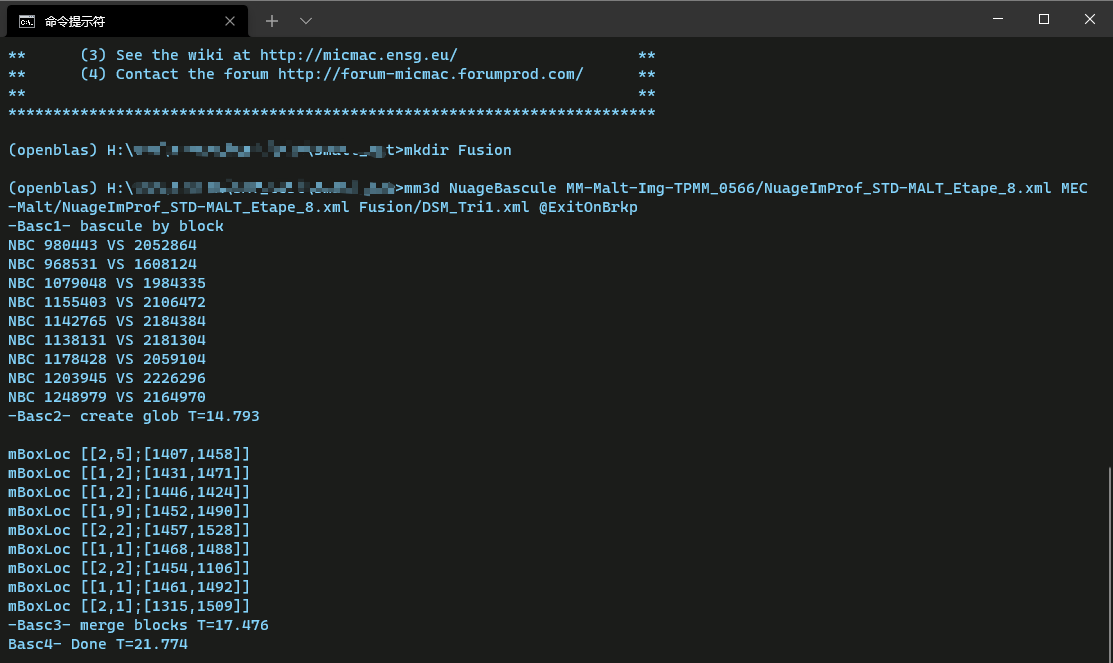 命令提示符
** (3) See the wiki at http://micmac.ensg.eu/ **
** (4) Contact the forum http://forum-micmac.forumprod.com/ **
** **
************************************************************************
(openblas) H:\ >mkdir Fusion
(openblas) H:\ >mm3d NuageBascule MM-Malt-Img-TPMM_0566/NuageImProf_STD-MALT_Etape_8.xml MEC
-Malt/NuageImProf_STD-MALT_Etape_8.xml Fusion/DSM_Tri1.xml @ExitOnBrkp
-Basc1- bascule by block
NBC 980443 VS 2052864
NBC 968531 VS 1608124
NBC 1079048 VS 1984335
NBC 1155403 VS 2106472
NBC 1142765 VS 2184384
NBC 1138131 VS 2181304
NBC 1178428 VS 2059104
NBC 1203945 VS 2226296
NBC 1248979 VS 2164970
-Basc2- create glob T=14.793
mBoxLoc [[2,5];[1407,1458]]
mBoxLoc [[1,2];[1431,1471]]
mBoxLoc [[1,2];[1446,1424]]
mBoxLoc [[1,9];[1452,1490]]
mBoxLoc [[2,2];[1457,1528]]
mBoxLoc [[1,1];[1468,1488]]
mBoxLoc [[2,2];[1454,1106]]
mBoxLoc [[1,1];[1461,1492]]
mBoxLoc [[2,1];[1315,1509]]
-Basc3- merge blocks T=17.476
Basc4- Done T=21.774